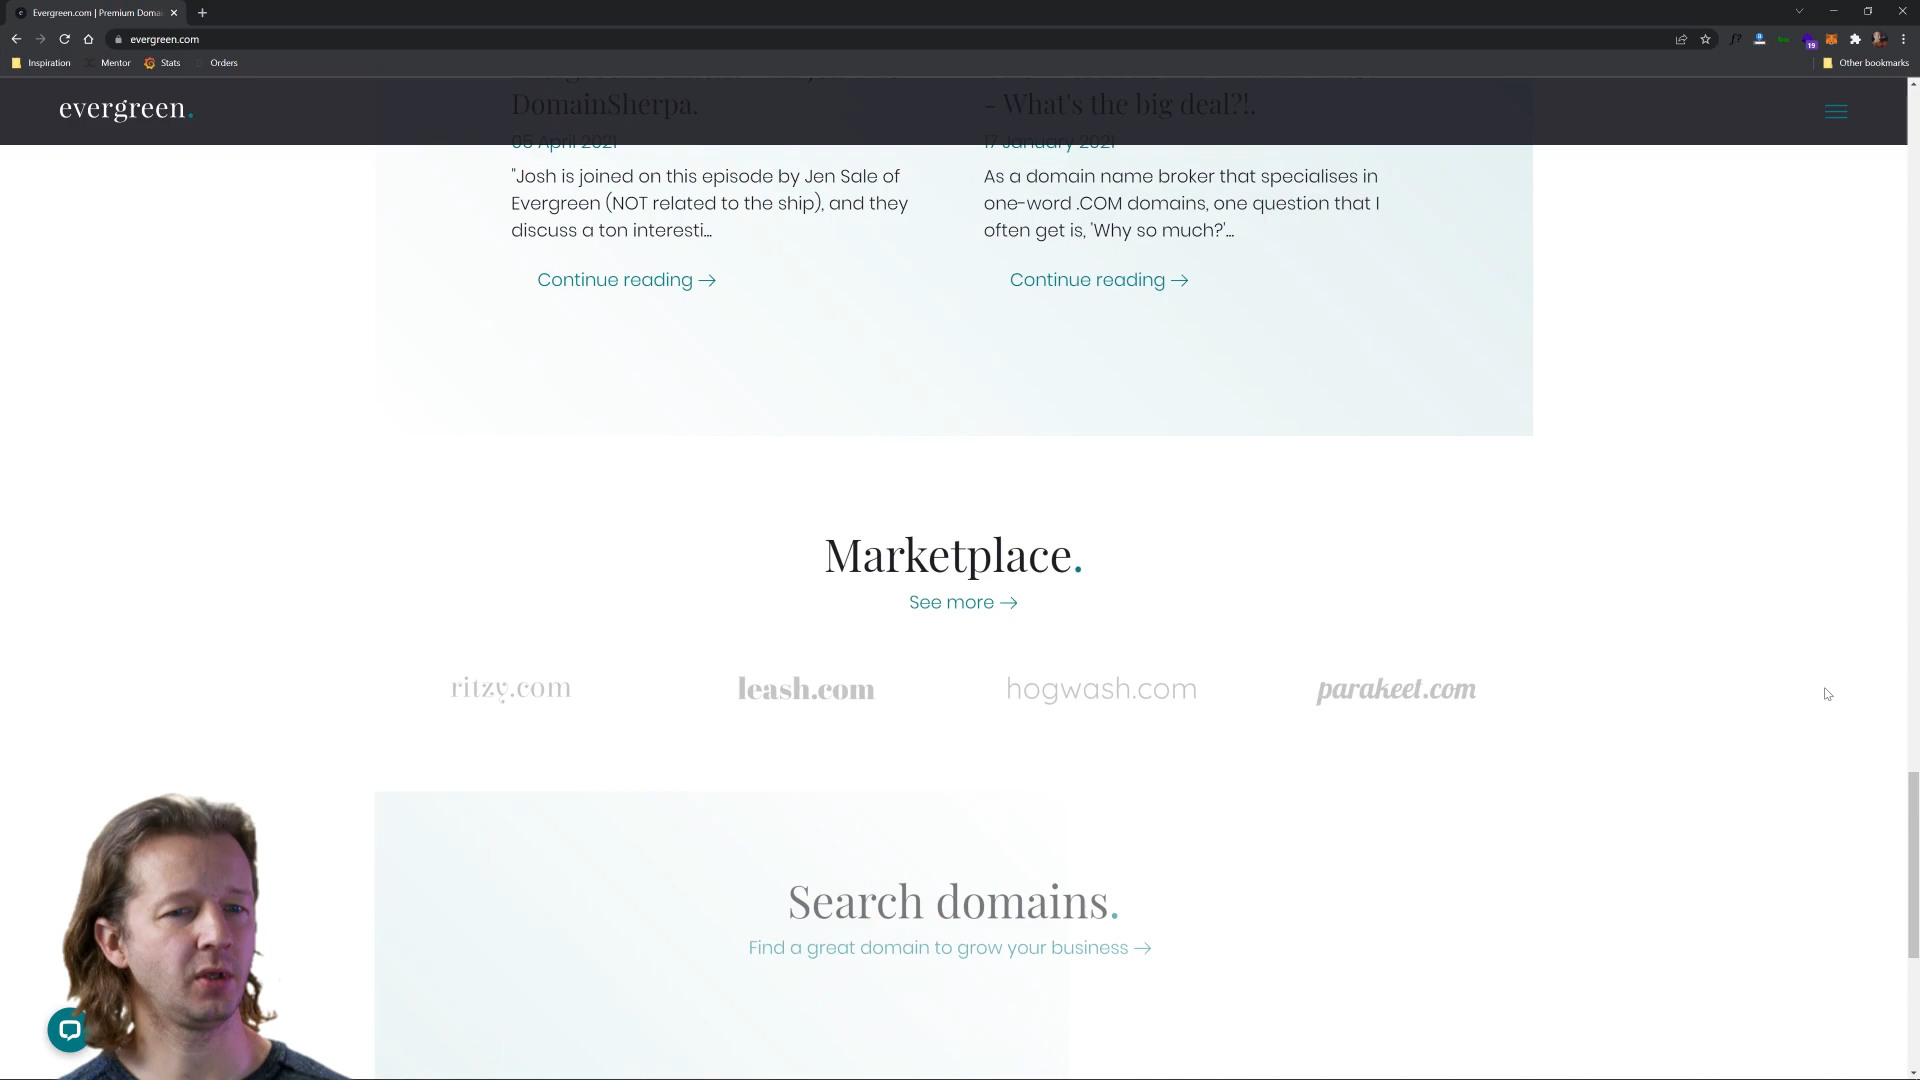 Evergreen.com | Premium Domai
evergreen.com
19
Inspiration
Mentor
Stats
Orders
Other bookmarks
evergreen.
DomainSherpa.
05 April 2021
"Josh is joined on this episode by Jen Sale of
Evergreen (NOT related to the ship), and they
discuss a ton interesti...
Continue reading →
- What's the big deal?!.
17 January 2021
As a domain name broker that specialises in
one-word .COM domains, one question that I
often get is, 'Why so much?'...
Continue reading →
Marketplace.
See more →
ritzy.com
leash.com
hogwash.com
parakeet.com
Search domains.
Find a great domain to grow your business →